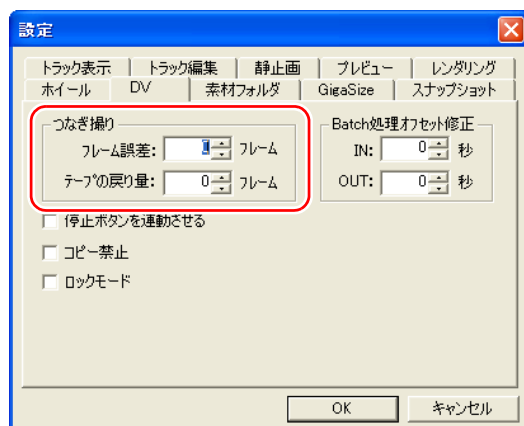 設定
トラック表示 トラック編集 静止画 プレビュー レンダリング
ホイール DV 素材フォルダ GigaSize スナップショット
つなぎ撮り Batch処理オフセット修正
フレーム誤差: フレーム IN: 0 秒
テープの戻り量: 0 フレーム OUT: 0 秒
停止ボタンを連動させる
コピー禁止
ロックモード
OK キャンセル